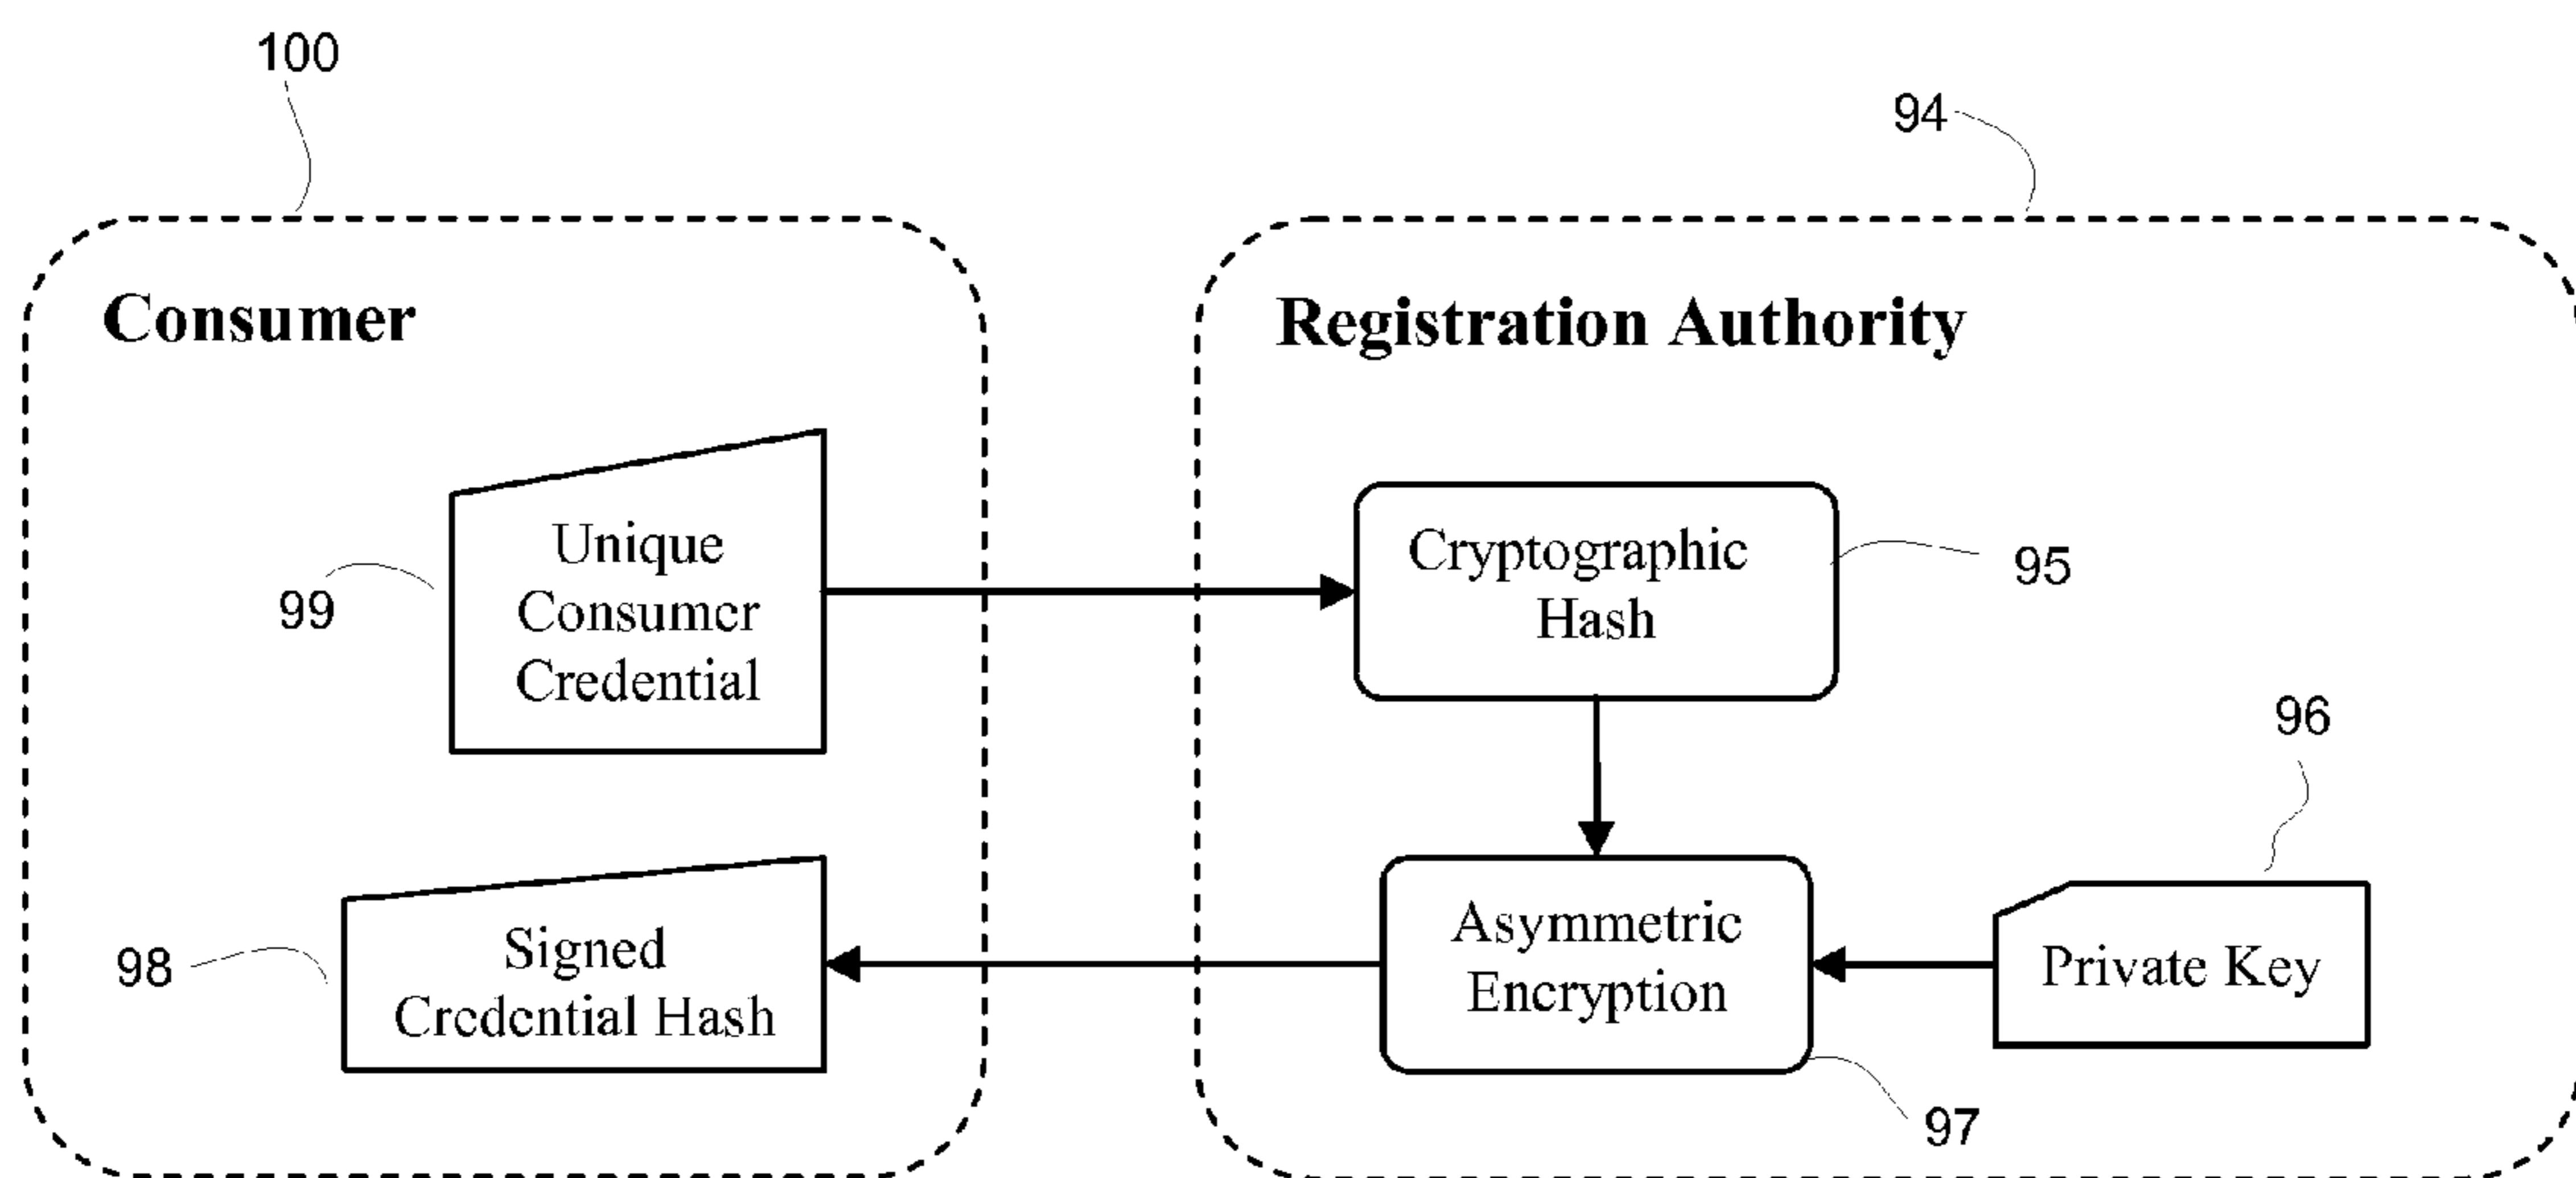 100
94
Consumer
Registration Authority
99
Unique
Consumer
Credential
Cryptographic
Hash
95
96
98
Signed
Credential Hash
Asymmetric
Encryption
Private Key
97